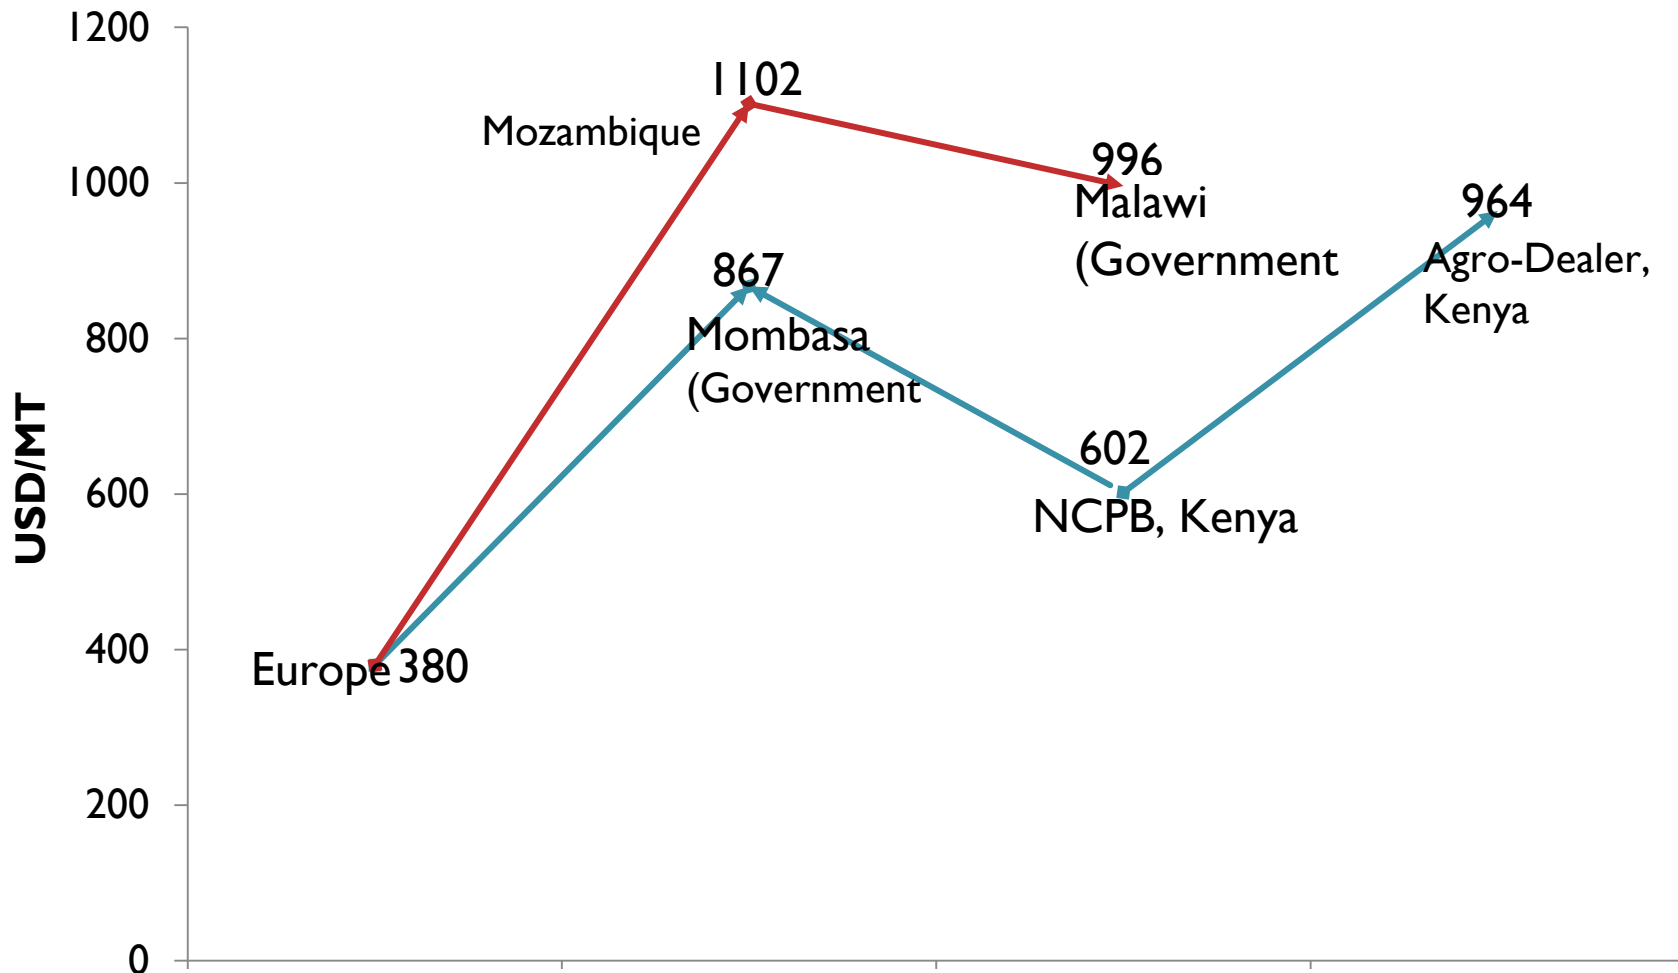 1200
1102
Mozambique
996
1000
Malawi
(Government
964
867
Agro-Dealer,
Kenya
800
Mombasa
(Government
USD/MT
602
600
NCPB, Kenya
400
Europe 380
200
0